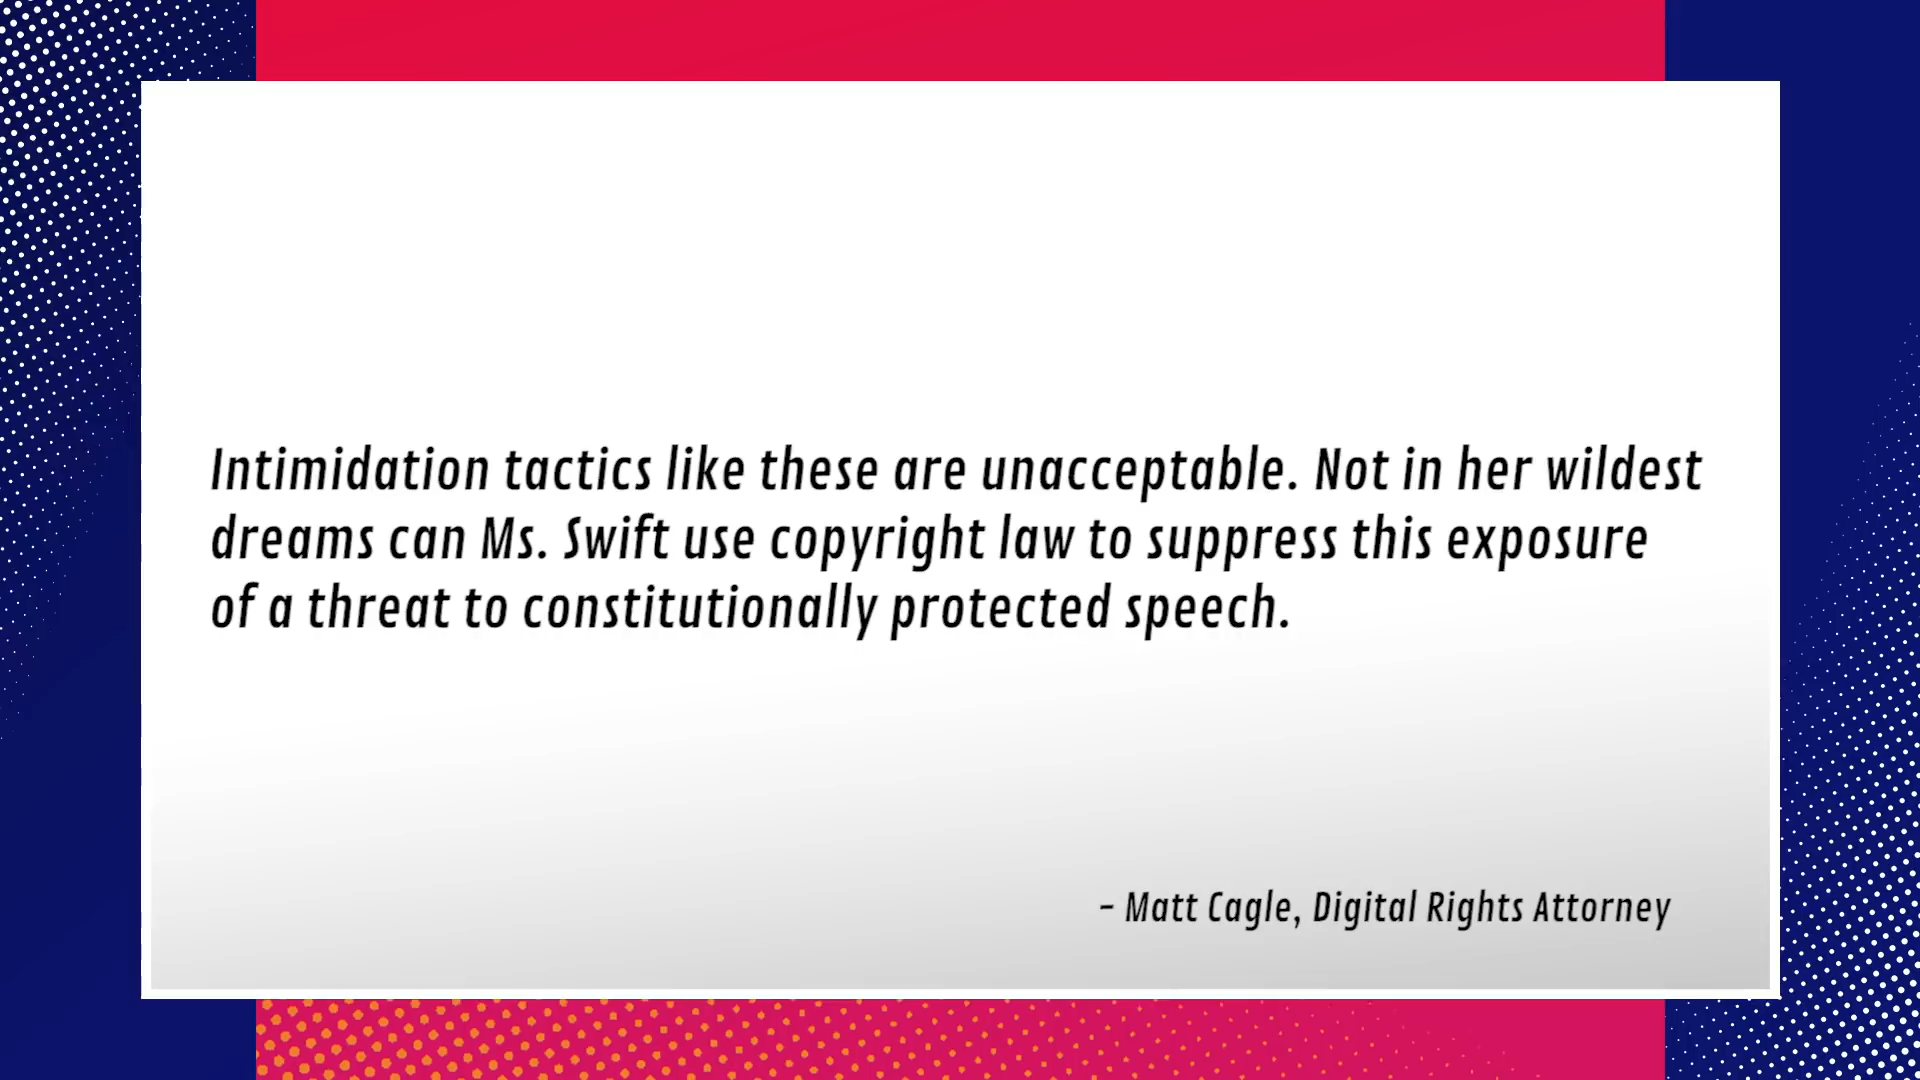 Intimidation tactics like these are unacceptable. Not in her wildest
dreams can Ms. Swift use copyright law to suppress this exposure
of a threat to constitutionally protected speech.
- Matt Cagle, Digital Rights Attorney